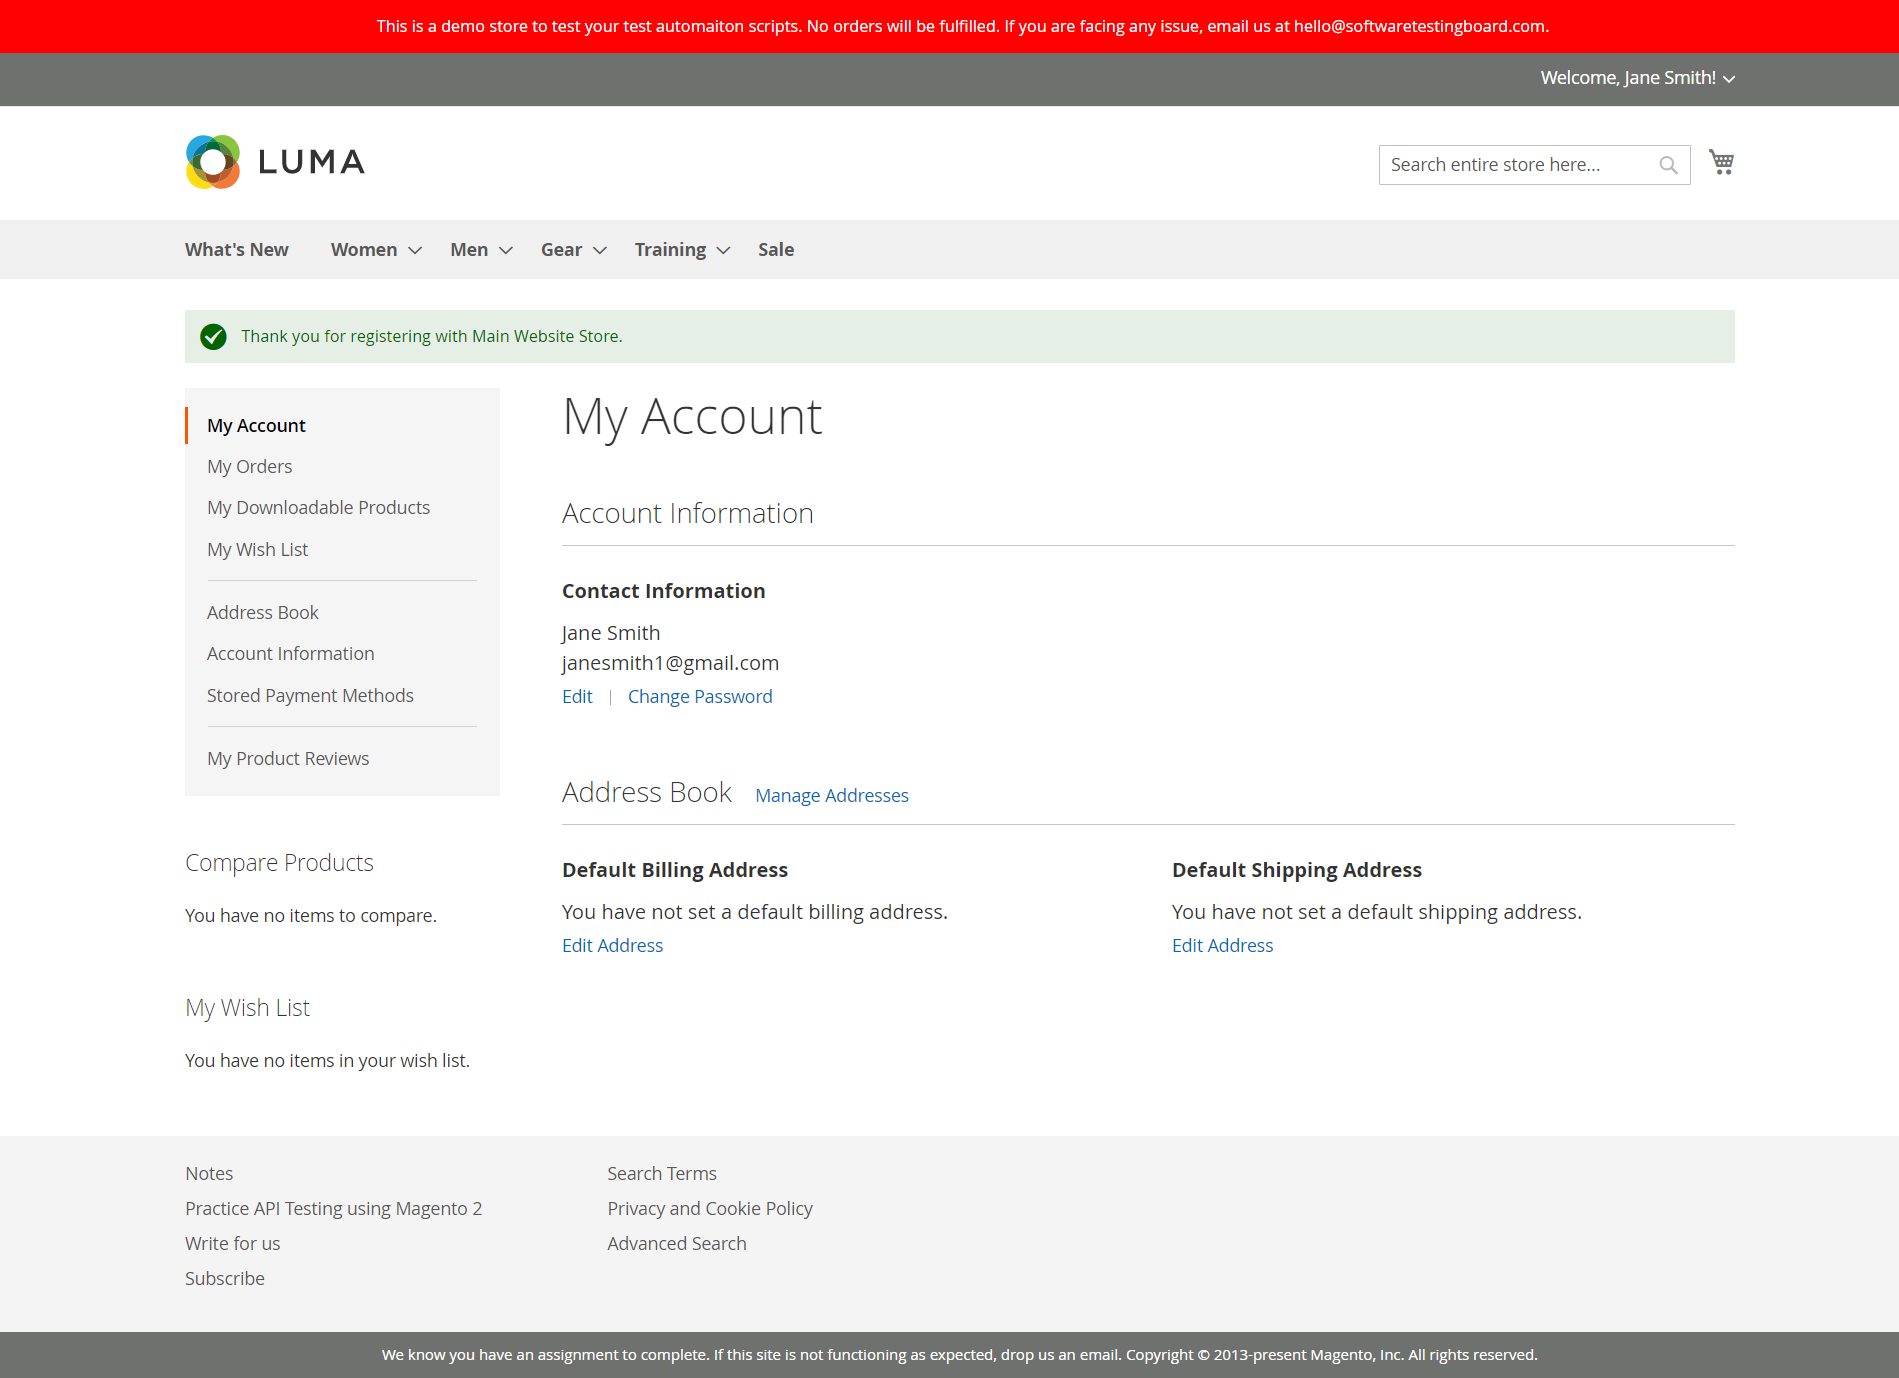 This is a demo store to test your test automaiton scripts. No orders will be fulfilled. If you are facing any issue, email us at hello@softwaretestingboard.com.
Welcome, Jane Smith!
LUMA
Search entire store here...
What's New Women Men Gear Training Sale
Thank you for registering with Main Website Store.
My Account
My Orders
My Downloadable Products
My Wish List
Address Book
Account Information
Stored Payment Methods
My Product Reviews
Compare Products
You have no items to compare.
My Wish List
You have no items in your wish list.
My Account
Account Information
Contact Information
Jane Smith
janesmith1@gmail.com
Edit | Change Password
Address Book Manage Addresses
Default Billing Address
You have not set a default billing address.
Edit Address
Default Shipping Address
You have not set a default shipping address.
Edit Address
Notes
Practice API Testing using Magento 2
Write for us
Subscribe
Search Terms
Privacy and Cookie Policy
Advanced Search
We know you have an assignment to complete. If this site is not functioning as expected, drop us an email. Copyright © 2013-present Magento, Inc. All rights reserved.